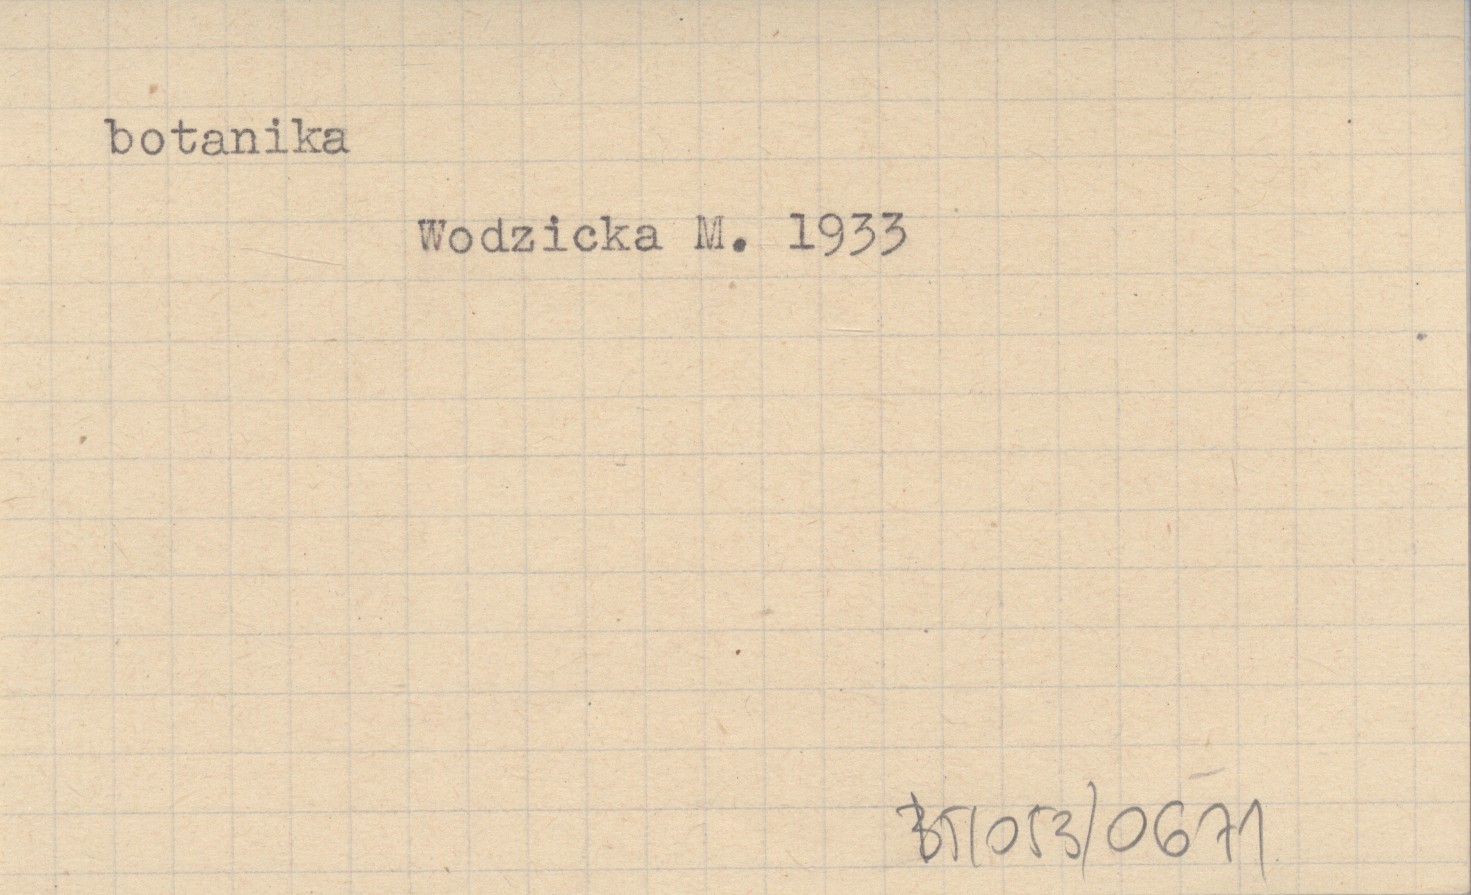 botanika
Wodzicka M. 1933
BT/053/0671